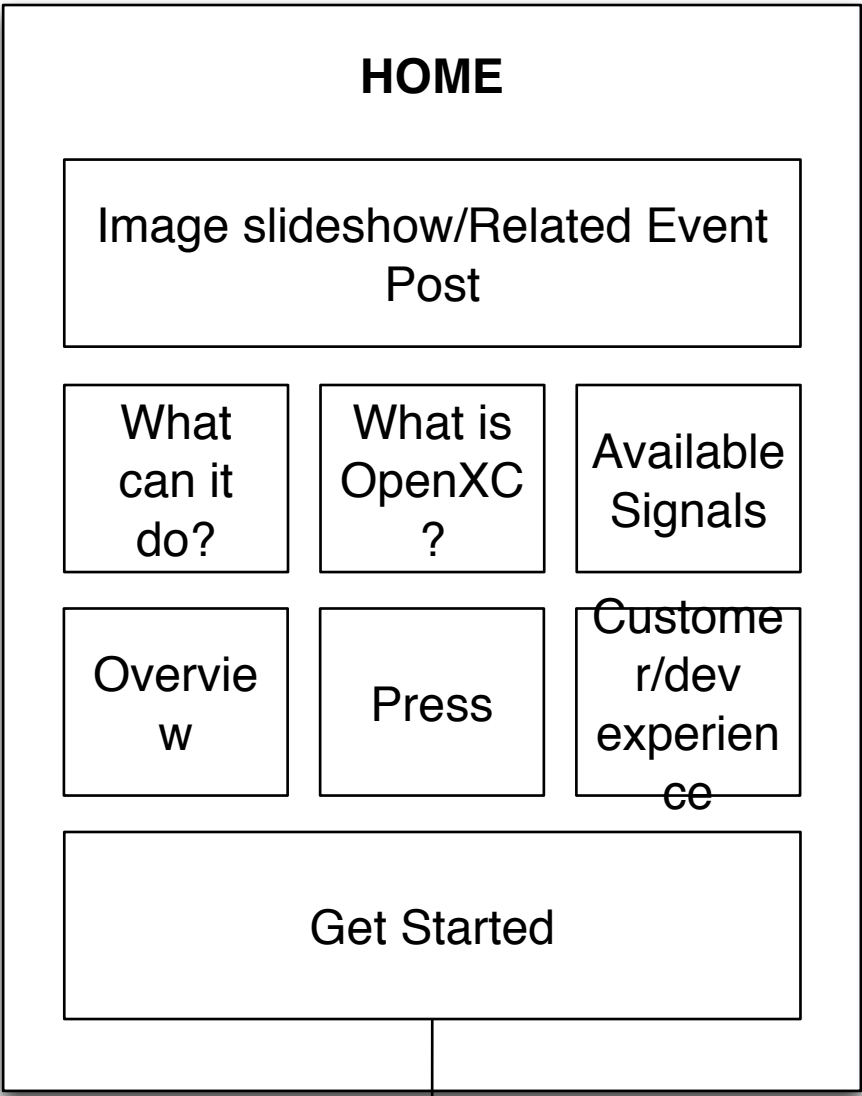 HOME
Image slideshow/Related Event
Post
What
can it
do?
What is
OpenXC
?
Available
Signals
Overvie
w
Press
Custome
r/dev
experien
ce
Get Started